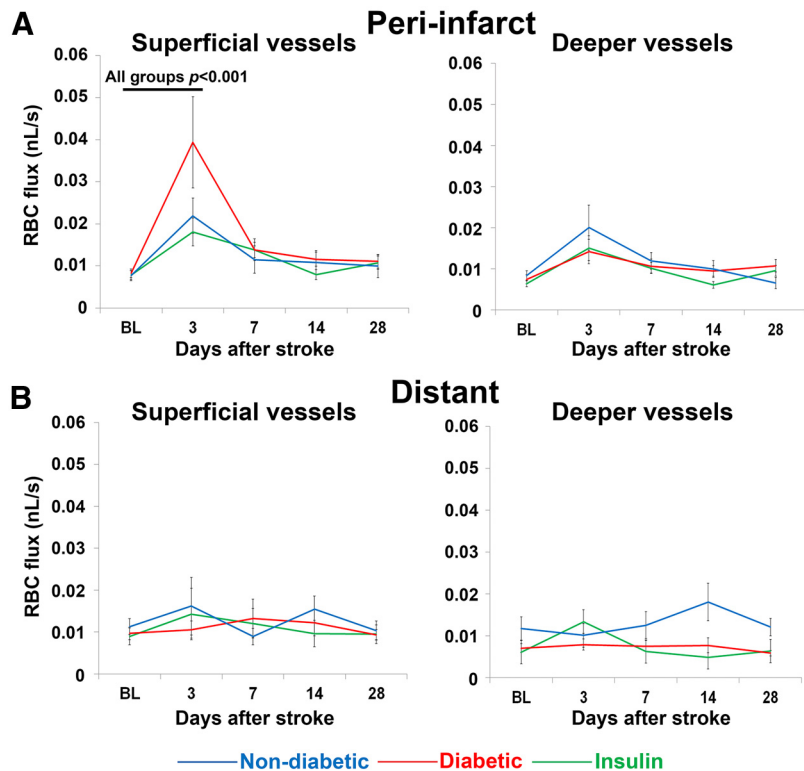 A
Peri-infarct
Superficial vessels
Deeper vessels
All groups p<0.001
RBC flux (nL/s)
0.06
0.05
0.04
0.03
0.02
0.01
0
BL 3 7 14 28
Days after stroke
0.06
0.05
0.04
0.03
0.02
0.01
0
BL 3 7 14 28
Days after stroke
B
Distant
Superficial vessels
Deeper vessels
RBC flux (nL/s)
0.06
0.05
0.04
0.03
0.02
0.01
0
BL 3 7 14 28
Days after stroke
0.06
0.05
0.04
0.03
0.02
0.01
0
BL 3 7 14 28
Days after stroke
Non-diabetic Diabetic Insulin